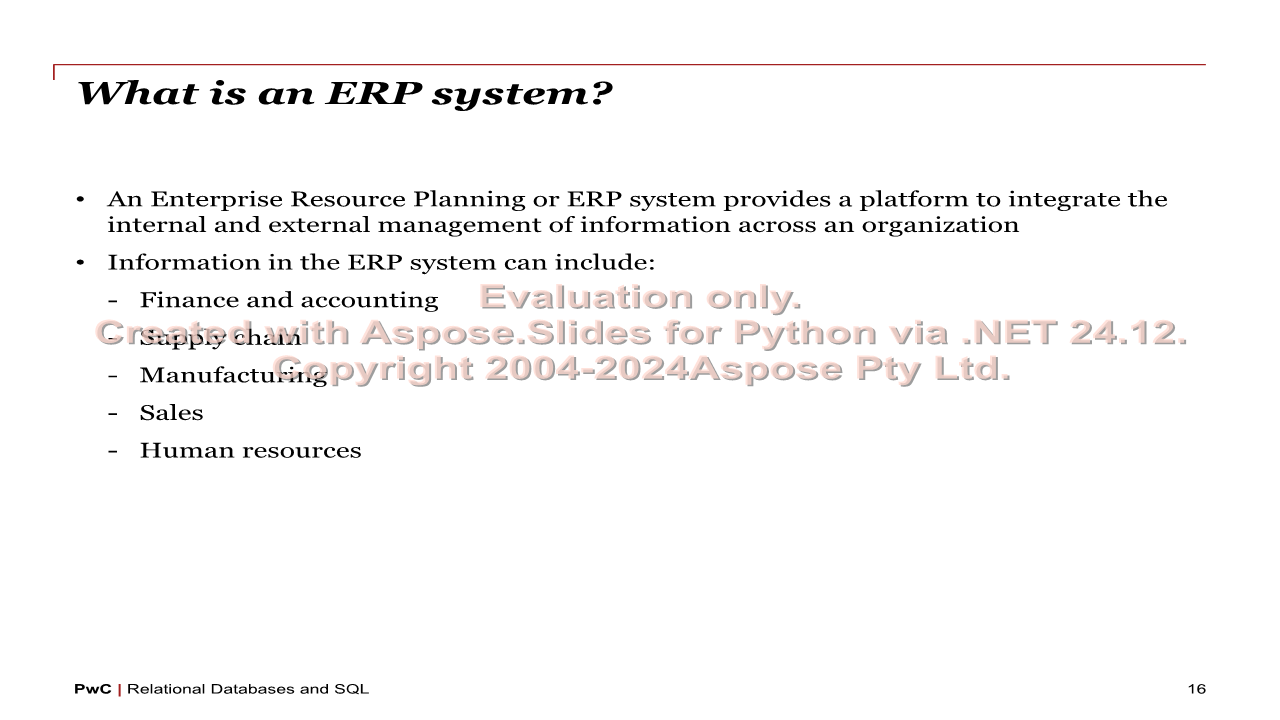 What is an ERP system?
• An Enterprise Resource Planning or ERP system provides a platform to integrate the
internal and external management of information across an organization
• Information in the ERP system can include:
- Finance and accounting
- Supply chain
- Manufacturing
- Sales
- Human resources
Evaluation only.
Created with Aspose.Slides for Python via .NET 24.12.
Copyright 2004-2024Aspose Pty Ltd.
PwC | Relational Databases and SQL
16